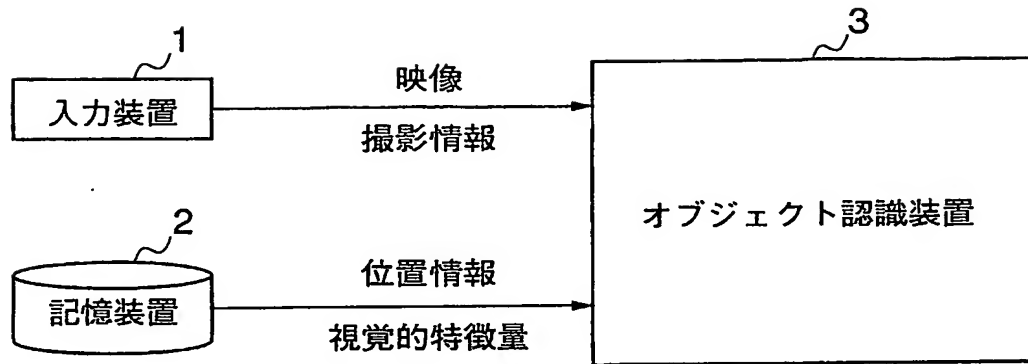 1
入力装置
映像
撮影情報
2
記憶装置
位置情報
視覚的特徴量
3
オブジェクト認識装置